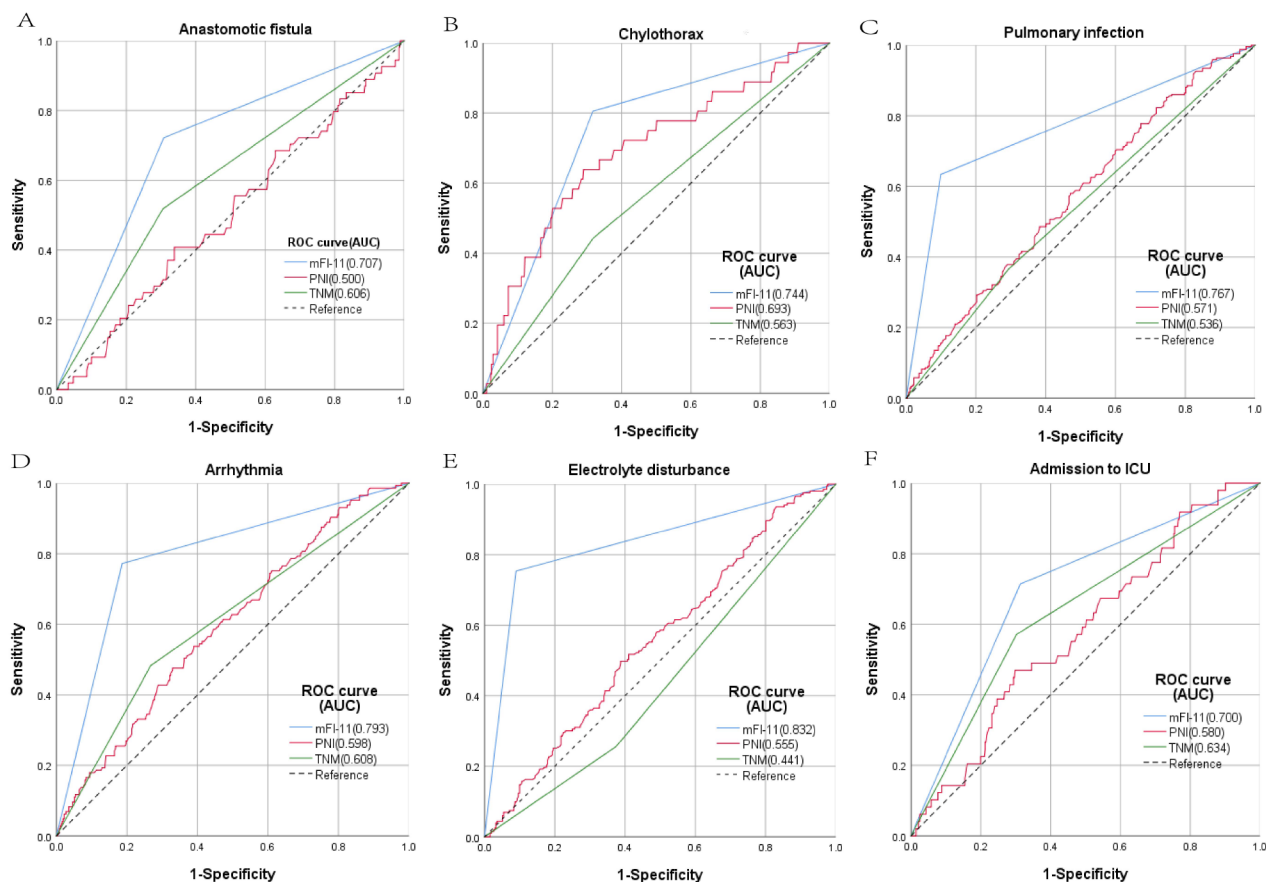 A
Anastomotic fistula
1.0
0.8
0.6
0.4
0.2
0.0
Sensitivity
ROC curve(AUC)
mFI-11(0.707)
PNI(0.500)
TNM(0.606)
Reference
0.0 0.2 0.4 0.6 0.8 1.0
1-Specificity
B
Chylothorax
1.0
0.8
0.6
0.4
0.2
0.0
Sensitivity
ROC curve
(AUC)
mFI-11(0.744)
PNI(0.693)
TNM(0.563)
Reference
0.0 0.2 0.4 0.6 0.8 1.0
1-Specificity
C
Pulmonary infection
1.0
0.8
0.6
0.4
0.2
0.0
Sensitivity
ROC curve
(AUC)
mFI-11(0.767)
PNI(0.571)
TNM(0.536)
Reference
0.0 0.2 0.4 0.6 0.8 1.0
1-Specificity
D
Arrhythmia
1.0
0.8
0.6
0.4
0.2
0.0
Sensitivity
ROC curve
(AUC)
mFI-11(0.793)
PNI(0.598)
TNM(0.608)
Reference
0.0 0.2 0.4 0.6 0.8 1.0
1-Specificity
E
Electrolyte disturbance
1.0
0.8
0.6
0.4
0.2
0.0
Sensitivity
ROC curve
(AUC)
mFI-11(0.832)
PNI(0.555)
TNM(0.441)
Reference
0.0 0.2 0.4 0.6 0.8 1.0
1-Specificity
F
Admission to ICU
1.0
0.8
0.6
0.4
0.2
0.0
Sensitivity
ROC curve
(AUC)
mFI-11(0.700)
PNI(0.580)
TNM(0.634)
Reference
0.0 0.2 0.4 0.6 0.8 1.0
1-Specificity